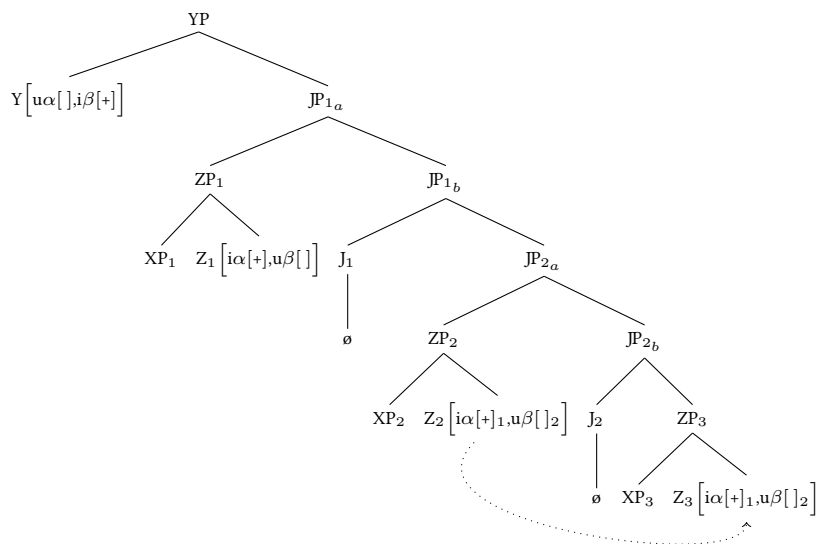 YP
Y[uα[ ],iβ[+]]
JP₁ₐ
ZP₁
JP₁b
XP₁
Z₁[iα[+],uβ[ ]]
J₁
JP₂ₐ
ø
ZP₂
JP₂b
XP₂
Z₂[iα[+]₁,uβ[ ]₂]
J₂
ZP₃
ø
XP₃
Z₃[iα[+]₁,uβ[ ]₂]